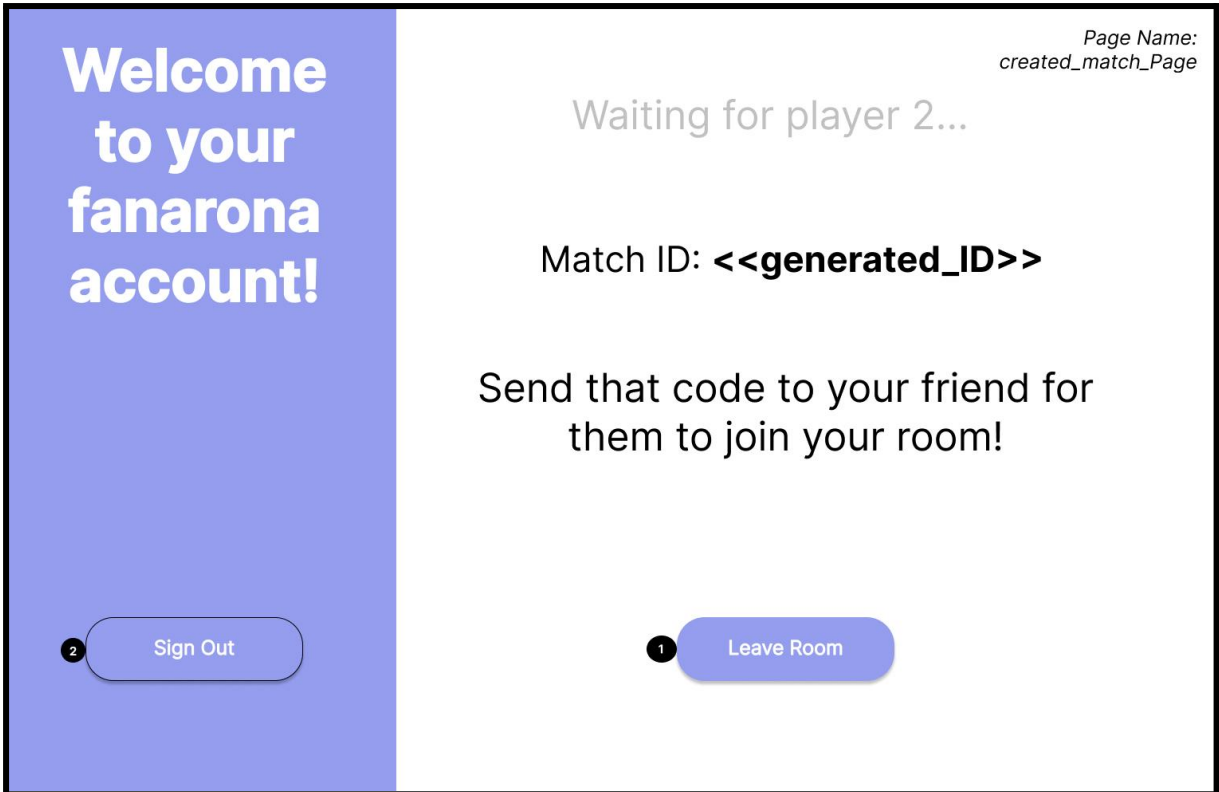 Welcome
to your
fanarona
account!
2
Sign Out
Page Name:
created_match_Page
Waiting for player 2...
Match ID: <<generated_ID>>
Send that code to your friend for
them to join your room!
1
Leave Room